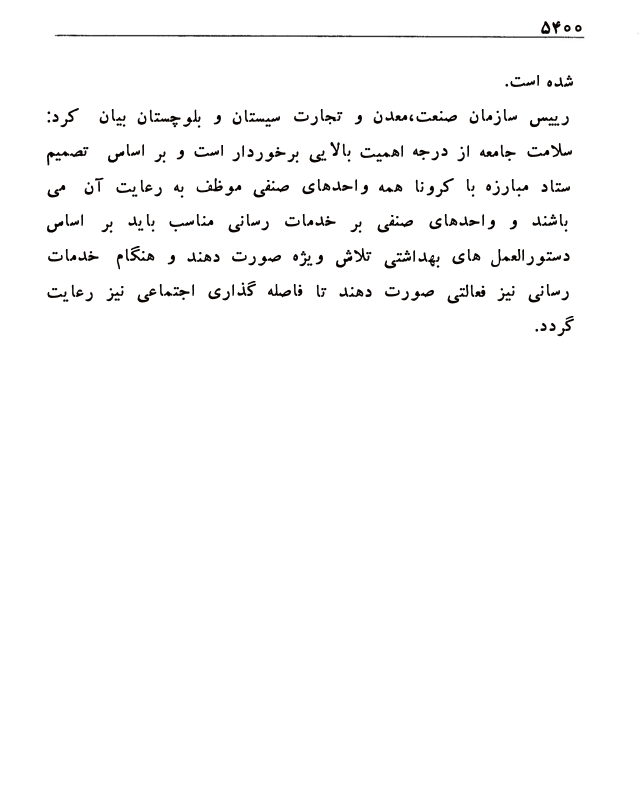 ۵۴۰۰
شده است.
رییس سازمان صنعت،معدن و تجارت سیستان و بلوچستان بیان کرد:
سلامت جامعه از درجه اهمیت بالایی برخوردار است و بر اساس تصمیم
ستاد مبارزه با کرونا همه واحدهای صنفی موظف به رعایت آن می
باشند و واحدهای صنفی بر خدمات رسانی مناسب باید بر اساس
دستورالعمل های بهداشتی تلاش ویژه صورت دهند و هنگام خدمات
رسانی نیز فعالتی صورت دهند تا فاصله گذاری اجتماعی نیز رعایت
گردد.